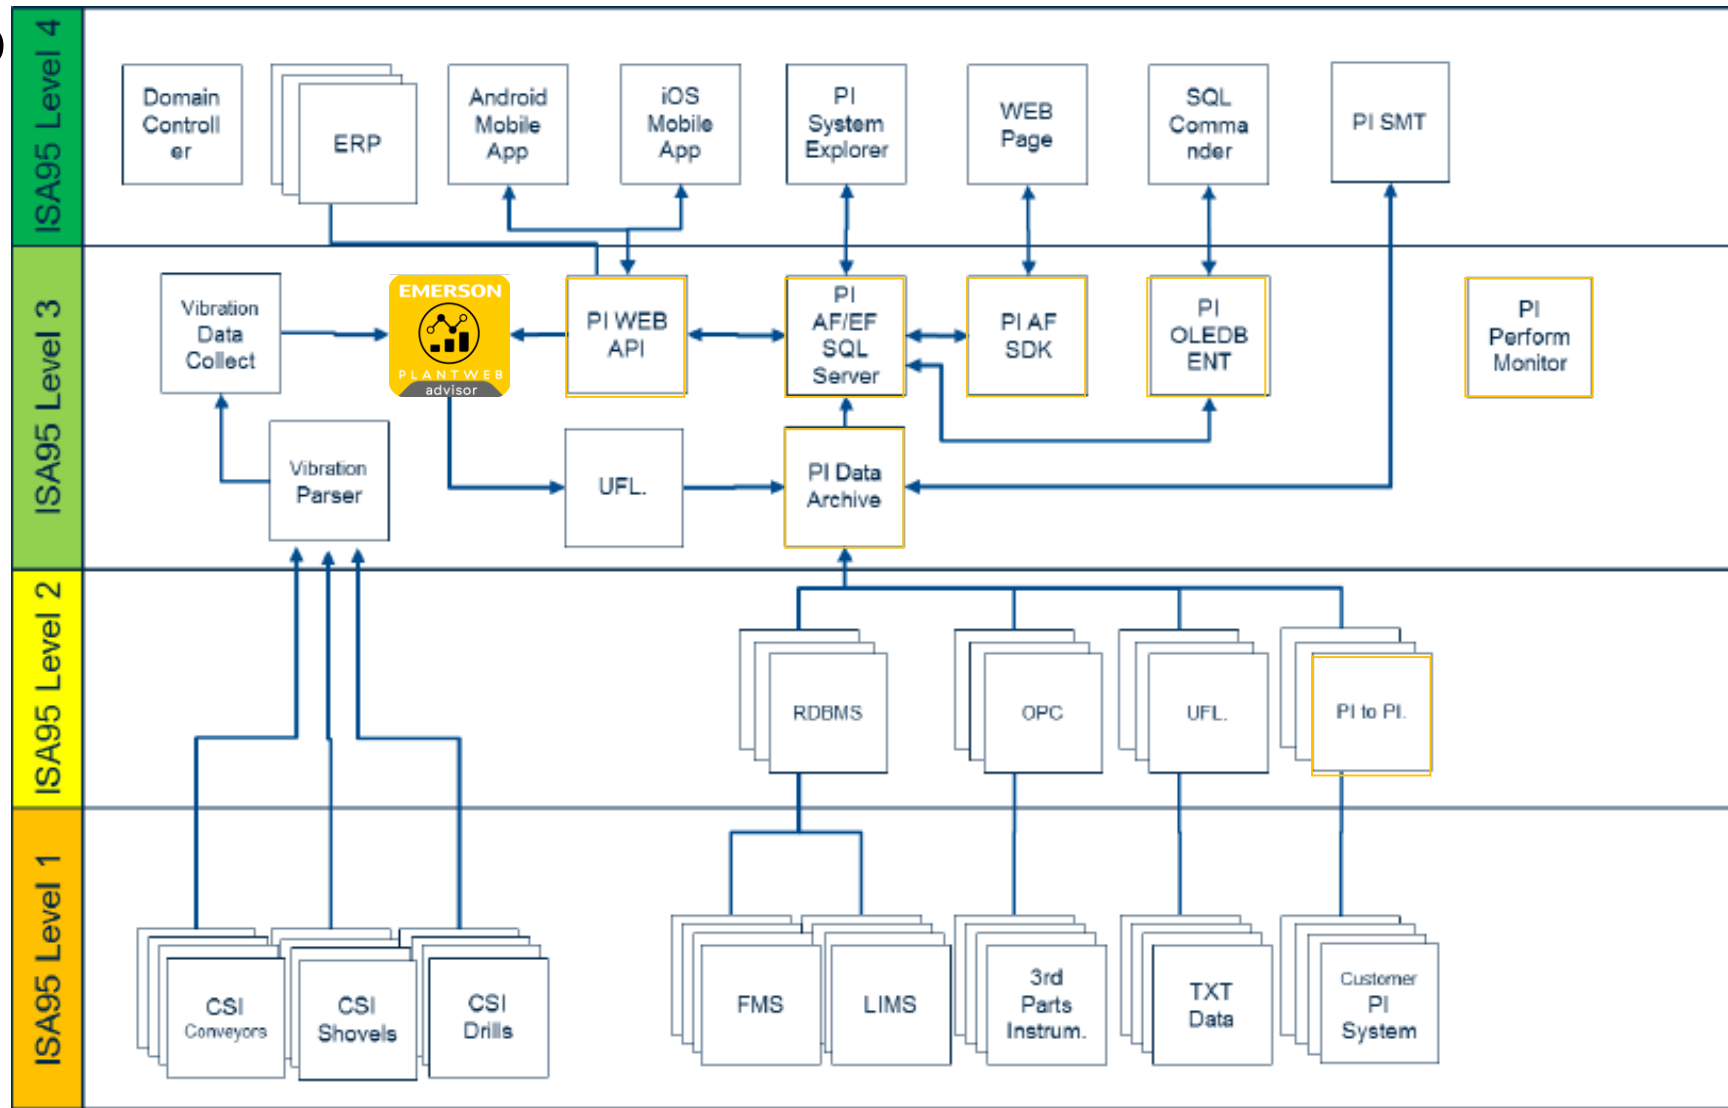 ISA95 Level 4
Domain
Controll
er
ERP
Android
Mobile
App
iOS
Mobile
App
PI
System
Explorer
WEB
Page
SQL
Comma
nder
PI SMT
ISA95 Level 3
Vibration
Data
Collect
EMERSON
PLANTWEB
advisor
PI WEB
API
PI
AF/EF
SQL
Server
PI AF
SDK
PI
OLEDB
ENT
PI
Perform
Monitor
Vibration
Parser
UFL.
PI Data
Archive
ISA95 Level 2
RDBMS
OPC
UFL.
PI to PI.
ISA95 Level 1
CSI
Conveyors
CSI
Shovels
CSI
Drills
FMS
LIMS
3rd
Parts
Instrum.
TXT
Data
Customer
PI
System